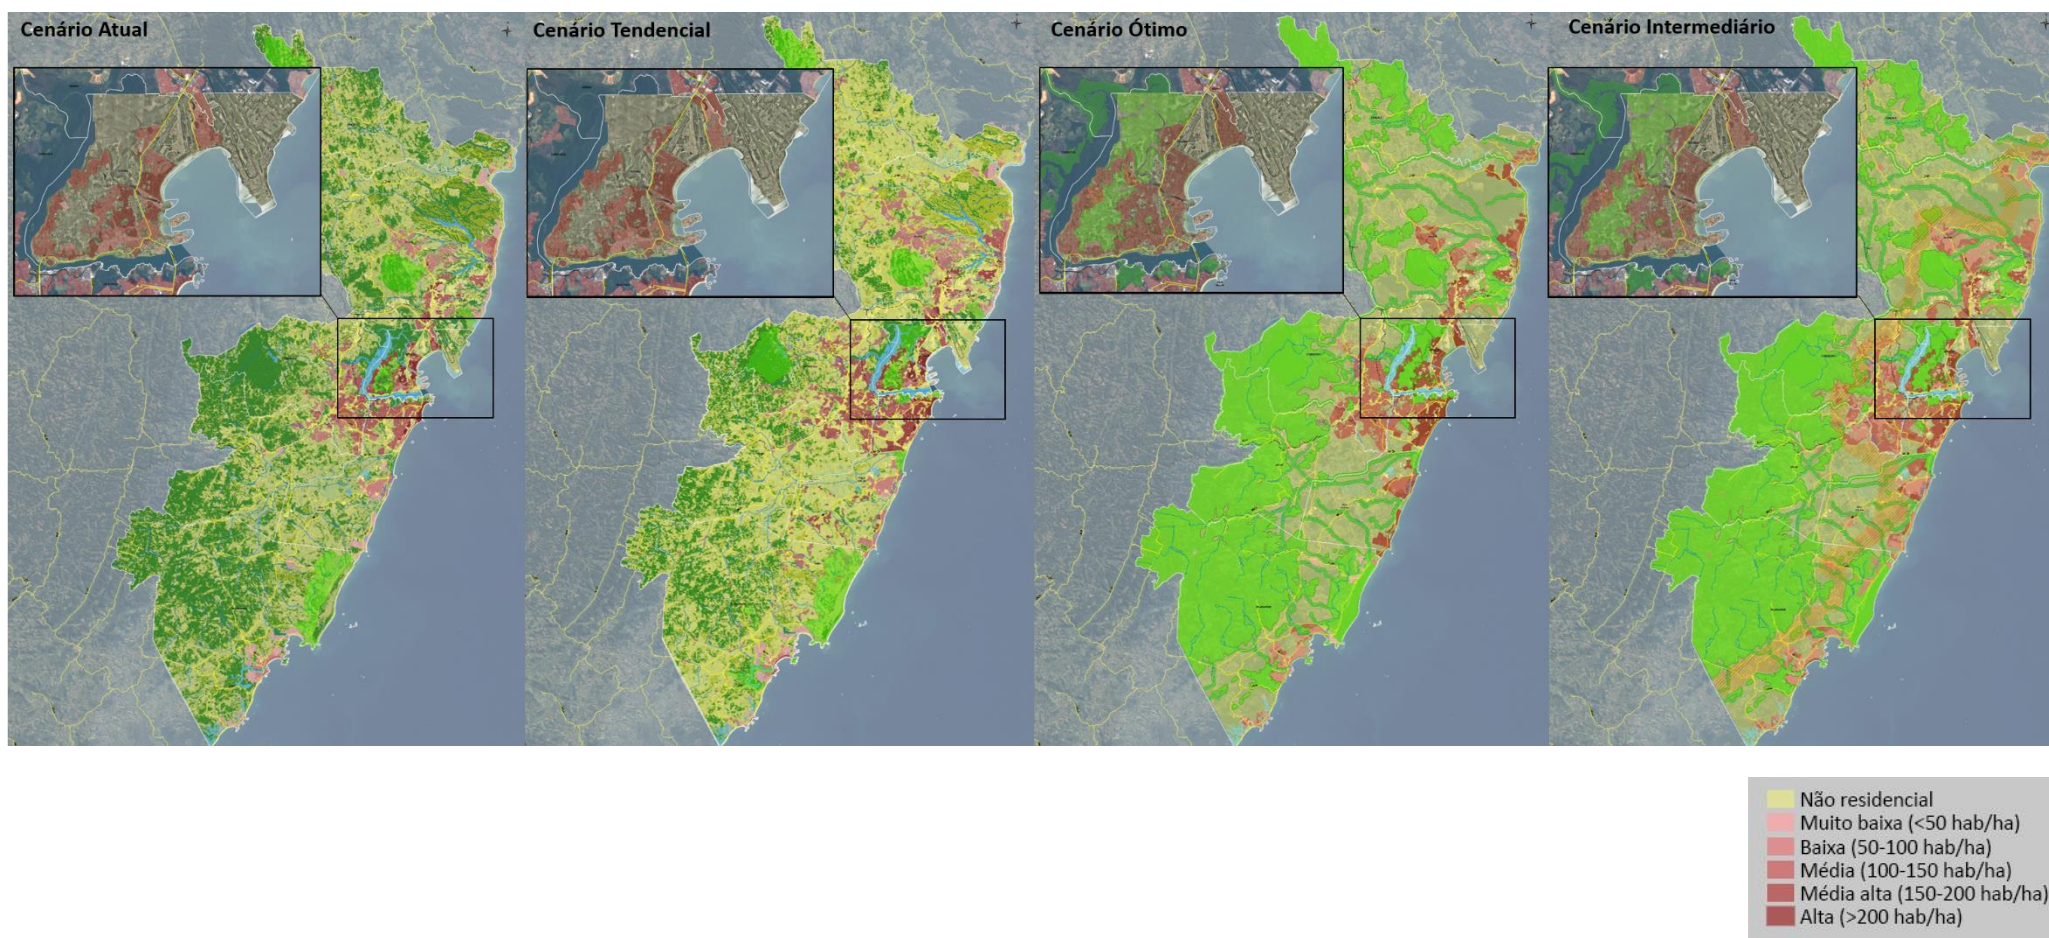 Cenário Atual
Cenário Tendencial
Cenário Ótimo
Cenário Intermediário
Não residencial
Muito baixa (<50 hab/ha)
Baixa (50-100 hab/ha)
Média (100-150 hab/ha)
Média alta (150-200 hab/ha)
Alta (>200 hab/ha)